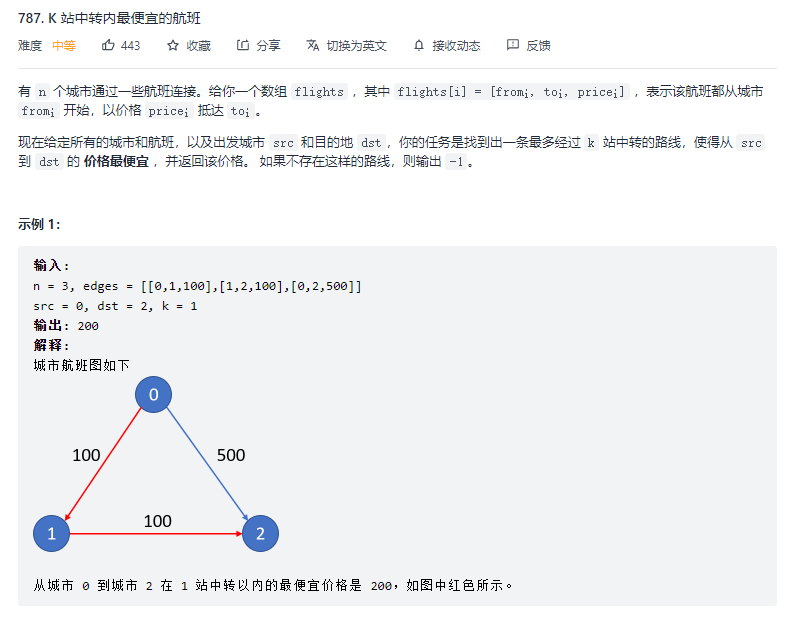 787. K 站中转内最便宜的航班
难度 中等 443 收藏 分享 切换为英文 接收动态 反馈
有 n 个城市通过一些航班连接。给你一个数组 flights ，其中 flights[i] = [fromᵢ, toᵢ, priceᵢ] ，表示该航班都从城市
fromᵢ 开始，以价格 priceᵢ 抵达 toᵢ。
现在给定所有的城市和航班，以及出发城市 src 和目的地 dst，你的任务是找到出一条最多经过 k 站中转的路线，使得从 src
到 dst 的 价格最便宜 ，并返回该价格。 如果不存在这样的路线，则输出 -1。
示例 1：
输入：
n = 3, edges = [[0,1,100],[1,2,100],[0,2,500]]
src = 0, dst = 2, k = 1
输出：200
解释：
城市航班图如下
0
100 500
100
1 2
从城市 0 到城市 2 在 1 站中转以内的最便宜价格是 200，如图中红色所示。